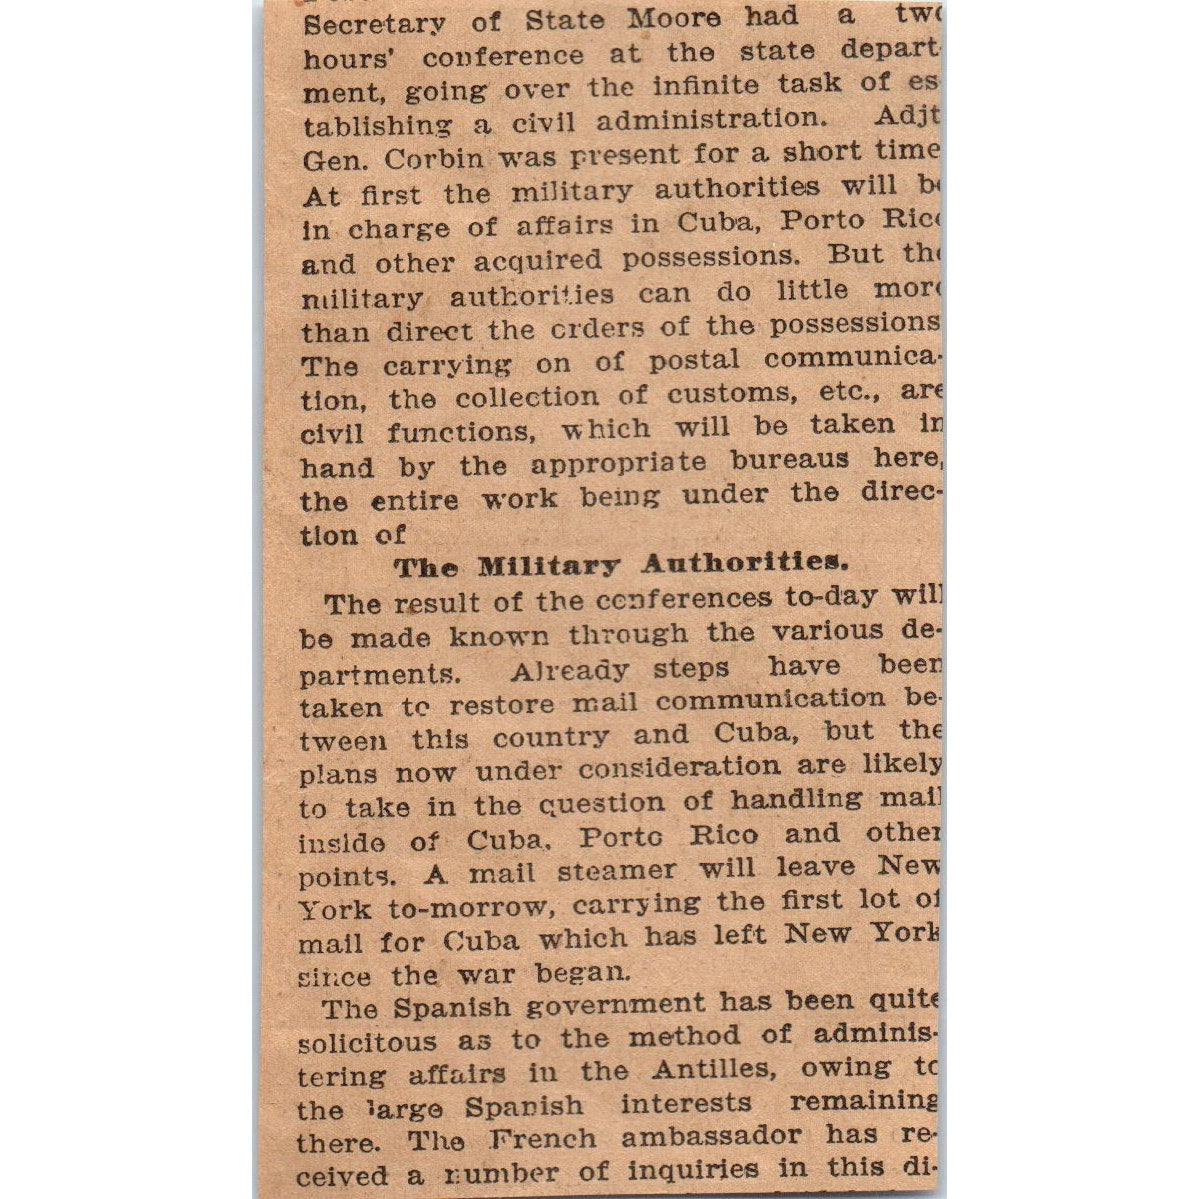 Secretary of State Moore had a two
hours' conference at the state depart-
ment, going over the infinite task of es-
tablishing a civil administration. Adjt.
Gen. Corbin was present for a short time.
At first the military authorities will be
in charge of affairs in Cuba, Porto Rico
and other acquired possessions. But the
military authorities can do little more
than direct the orders of the possessions.
The carrying on of postal communica-
tion, the collection of customs, etc., are
civil functions, which will be taken in
hand by the appropriate bureaus here,
the entire work being under the direc-
tion of
The Military Authorities.
The result of the conferences to-day will
be made known through the various de-
partments. Already steps have been
taken to restore mail communication be-
tween this country and Cuba, but the
plans now under consideration are likely
to take in the question of handling mail
inside of Cuba, Porto Rico and other
points. A mail steamer will leave New
York to-morrow, carrying the first lot of
mail for Cuba which has left New York
since the war began.
The Spanish government has been quite
solicitous as to the method of adminis-
tering affairs in the Antilles, owing to
the large Spanish interests remaining
there. The French ambassador has re-
ceived a number of inquiries in this di-